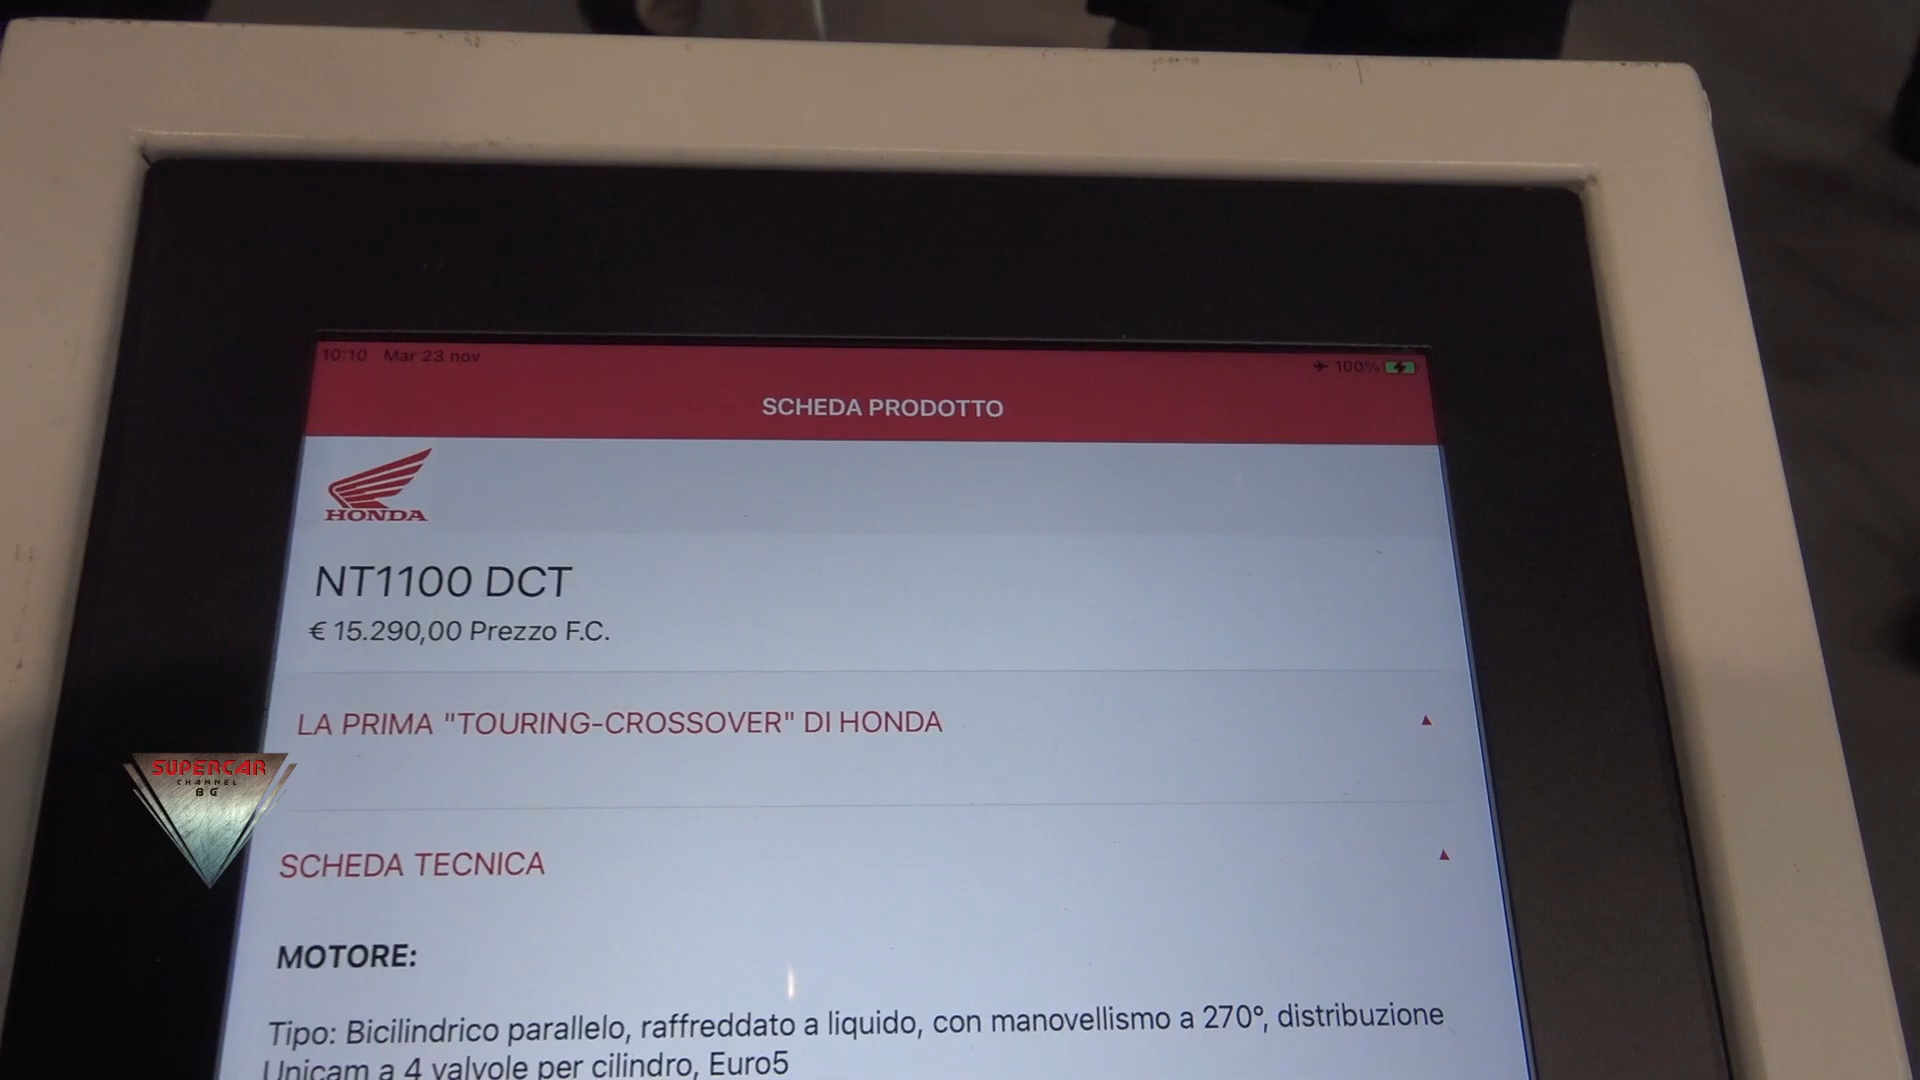 10:10 Mar 23 nov
100%
SCHEDA PRODOTTO
HONDA
NT1100 DCT
€ 15.290,00 Prezzo F.C.
LA PRIMA "TOURING-CROSSOVER" DI HONDA
SUPERCAR
CHANNEL
BG
SCHEDA TECNICA
MOTORE:
Tipo: Bicilindrico parallelo, raffreddato a liquido, con manovellismo a 270°, distribuzione
Unicam a 4 valvole per cilindro, Euro5